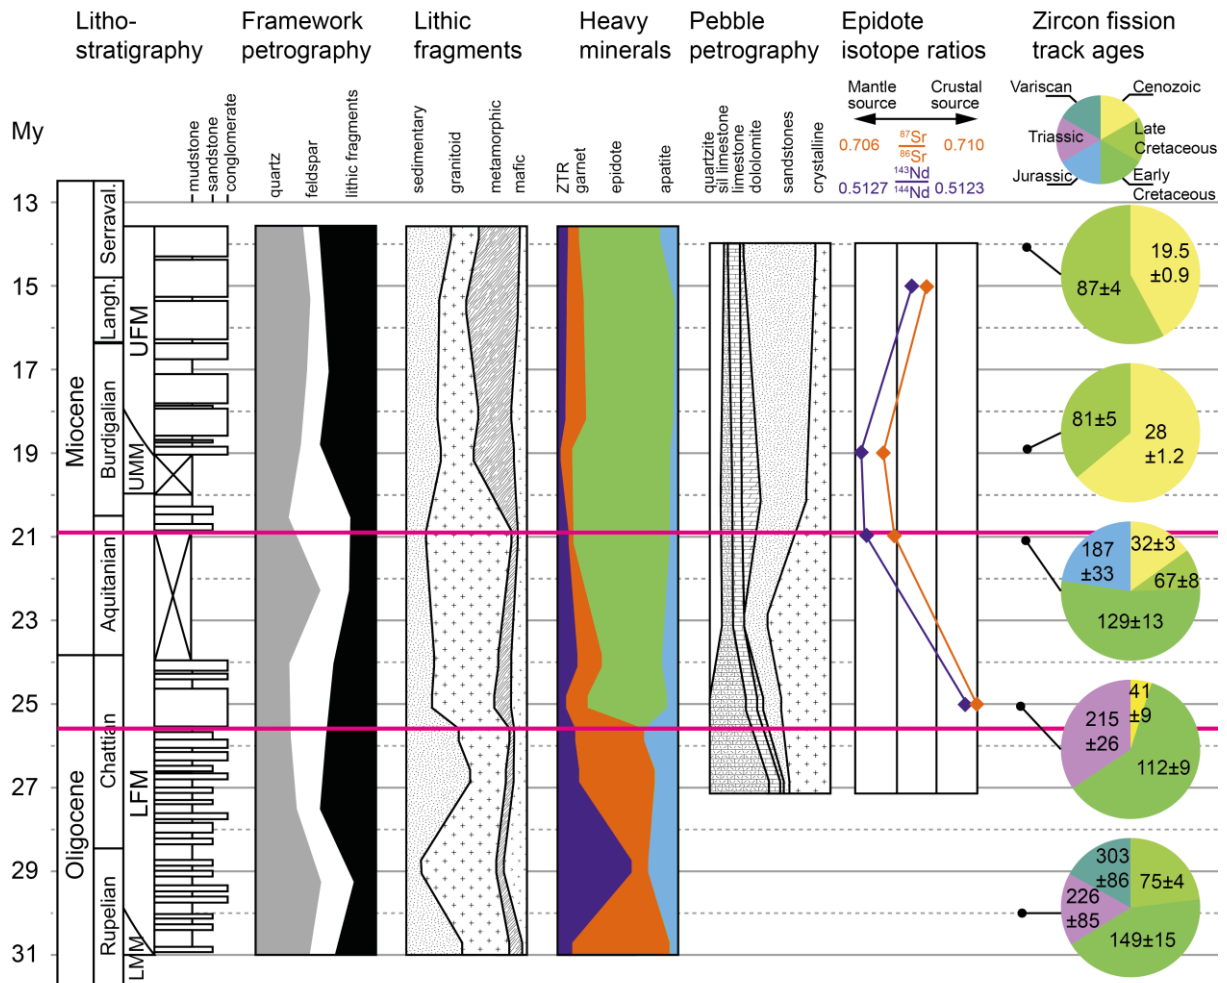 Litho-
stratigraphy
Framework
petrography
Lithic
fragments
Heavy
minerals
Pebble
petrography
Epidote
isotope ratios
Zircon fission
track ages
My
mudstone
sandstone
conglomerate
quartz
feldspar
lithic fragments
sedimentary
granitoid
metamorphic
mafic
ZTR
garnet
epidote
apatite
quartzite
sil limestone
limestone
dololomite
sandstones
crystalline
Mantle
source
Crustal
source
0.706 87Sr/86Sr 0.710
0.5127 143Nd/144Nd 0.5123
Variscan
Cenozoic
Triassic
Late
Cretaceous
Jurassic
Early
Cretaceous
13
15
17
19
21
23
25
27
29
31
Miocene
Oligocene
Serraval.
Langh.
Burdigalian
Aquitanian
Chattian
Rupelian
UFM
UMM
LFM
LMM
19.5
±0.9
87±4
81±5
28
±1.2
187
±33
32±3
67±8
129±13
41
±9
215
±26
112±9
303
±86
75±4
226
±85
149±15